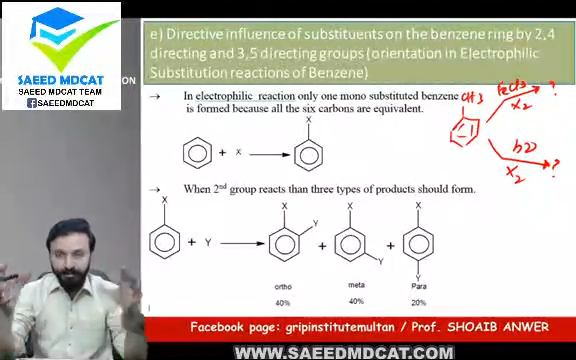 SAEED MDCAT
SAEED MDCAT TEAM
SAEEDMDCAT
e) Directive influence of substituents on the benzene ring by 2,4
directing and 3,5 directing groups (orientation in Electrophilic
Substitution reactions of Benzene)
→ In electrophilic reaction only one mono substituted benzene
is formed because all the six carbons are equivalent.
CH3
FeCl3
X2
?
hν
X2
?
X
+ X
→ When 2nd group reacts than three types of products should form.
X X X X
Y
+ Y + +
Y
Y
ortho meta Para
40% 40% 20%
Facebook page: gripinstitutemultan / Prof. SHOAIB ANWER
WWW.SAEEDMDCAT.COM